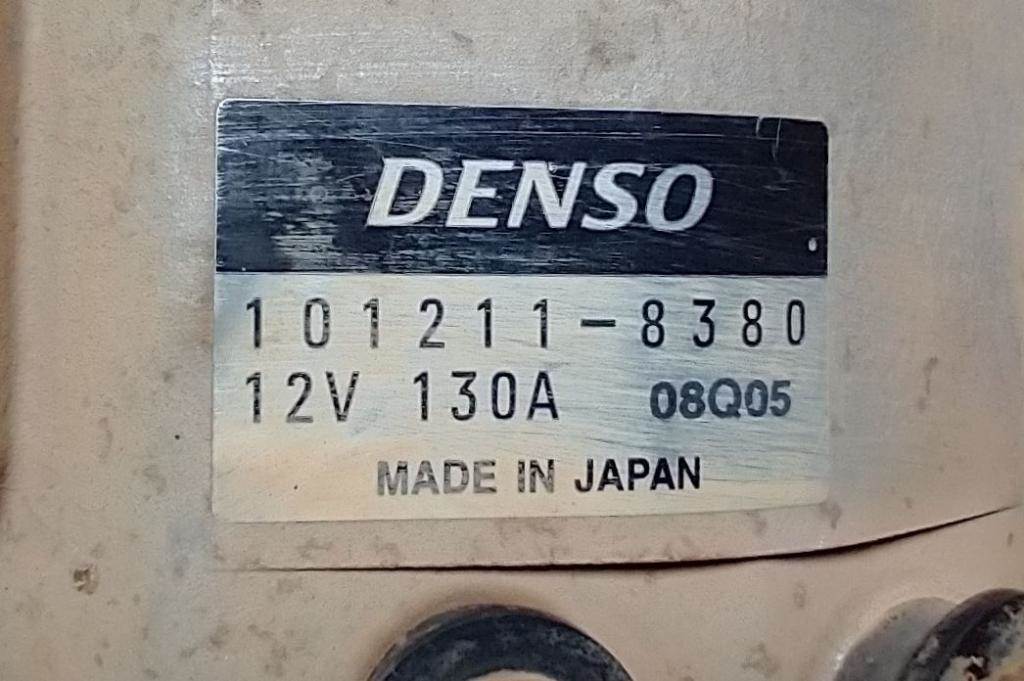 DENSO
101211-8380
12V 130A 08Q05
MADE IN JAPAN